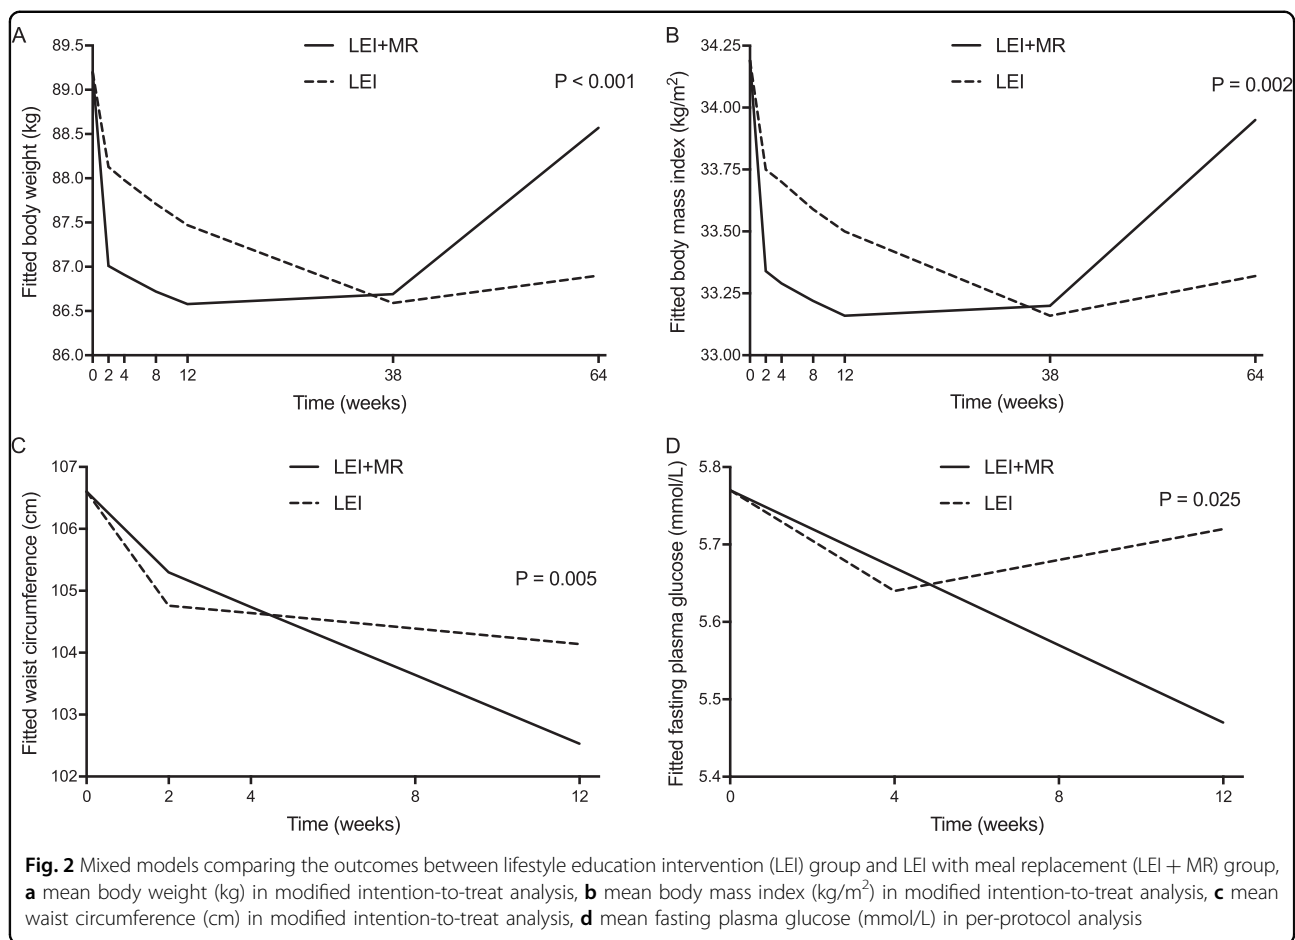 A
LEI+MR
LEI
P < 0.001
Fitted body weight (kg)
89.5
89.0
88.5
88.0
87.5
87.0
86.5
86.0
0 2 4 8 12 38 64
Time (weeks)
B
LEI+MR
LEI
P = 0.002
Fitted body mass index (kg/m²)
34.25
34.00
33.75
33.50
33.25
33.00
0 2 4 8 12 38 64
Time (weeks)
C
LEI+MR
LEI
P = 0.005
Fitted waist circumference (cm)
107
106
105
104
103
102
0 2 4 8 12
Time (weeks)
D
LEI+MR
LEI
P = 0.025
Fitted fasting plasma glucose (mmol/L)
5.8
5.7
5.6
5.5
5.4
0 4 8 12
Time (weeks)
Fig. 2 Mixed models comparing the outcomes between lifestyle education intervention (LEI) group and LEI with meal replacement (LEI + MR) group,
a mean body weight (kg) in modified intention-to-treat analysis, b mean body mass index (kg/m²) in modified intention-to-treat analysis, c mean
waist circumference (cm) in modified intention-to-treat analysis, d mean fasting plasma glucose (mmol/L) in per-protocol analysis